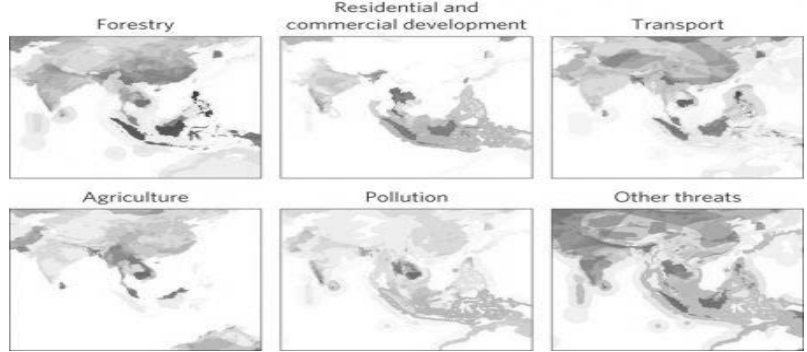 Forestry
Residential and
commercial development
Transport
Agriculture
Pollution
Other threats